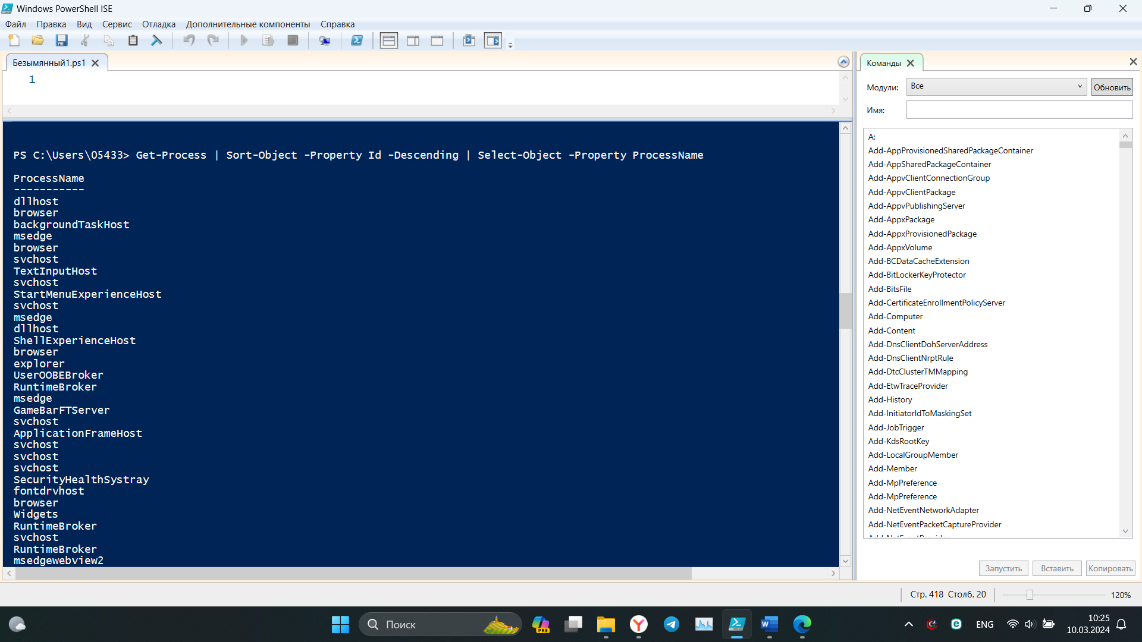 Windows PowerShell ISE
Файл Правка Вид Сервис Отладка Дополнительные компоненты Справка
Безымянный1.ps1
1
PS C:\Users\05433> Get-Process | Sort-Object -Property Id -Descending | Select-Object -Property ProcessName
ProcessName
-----------
dllhost
browser
backgroundTaskHost
msedge
browser
svchost
TextInputHost
svchost
StartMenuExperienceHost
svchost
msedge
dllhost
ShellExperienceHost
browser
explorer
UserOOBEBroker
RuntimeBroker
msedge
GameBarFTServer
svchost
ApplicationFrameHost
svchost
svchost
svchost
SecurityHealthSystray
fontdrvhost
browser
Widgets
RuntimeBroker
svchost
RuntimeBroker
msedgewebview2
Команды
Модули: Все Обновить
Имя:
A:
Add-AppProvisionedSharedPackageContainer
Add-AppSharedPackageContainer
Add-AppvClientConnectionGroup
Add-AppvClientPackage
Add-AppvPublishingServer
Add-AppxPackage
Add-AppxProvisionedPackage
Add-AppxVolume
Add-BCDataCacheExtension
Add-BitLockerKeyProtector
Add-BitsFile
Add-CertificateEnrollmentPolicyServer
Add-Computer
Add-Content
Add-DnsClientDohServerAddress
Add-DnsClientNrptRule
Add-DtcClusterTMMapping
Add-EtwTraceProvider
Add-History
Add-InitiatorIdToMaskingSet
Add-JobTrigger
Add-KdsRootKey
Add-LocalGroupMember
Add-Member
Add-MpPreference
Add-MpPreference
Add-NetEventNetworkAdapter
Add-NetEventPacketCaptureProvider
Запустить Вставить Копировать
Стр. 418 Столб. 20 120%
Поиск
ENG
10:25
10.03.2024